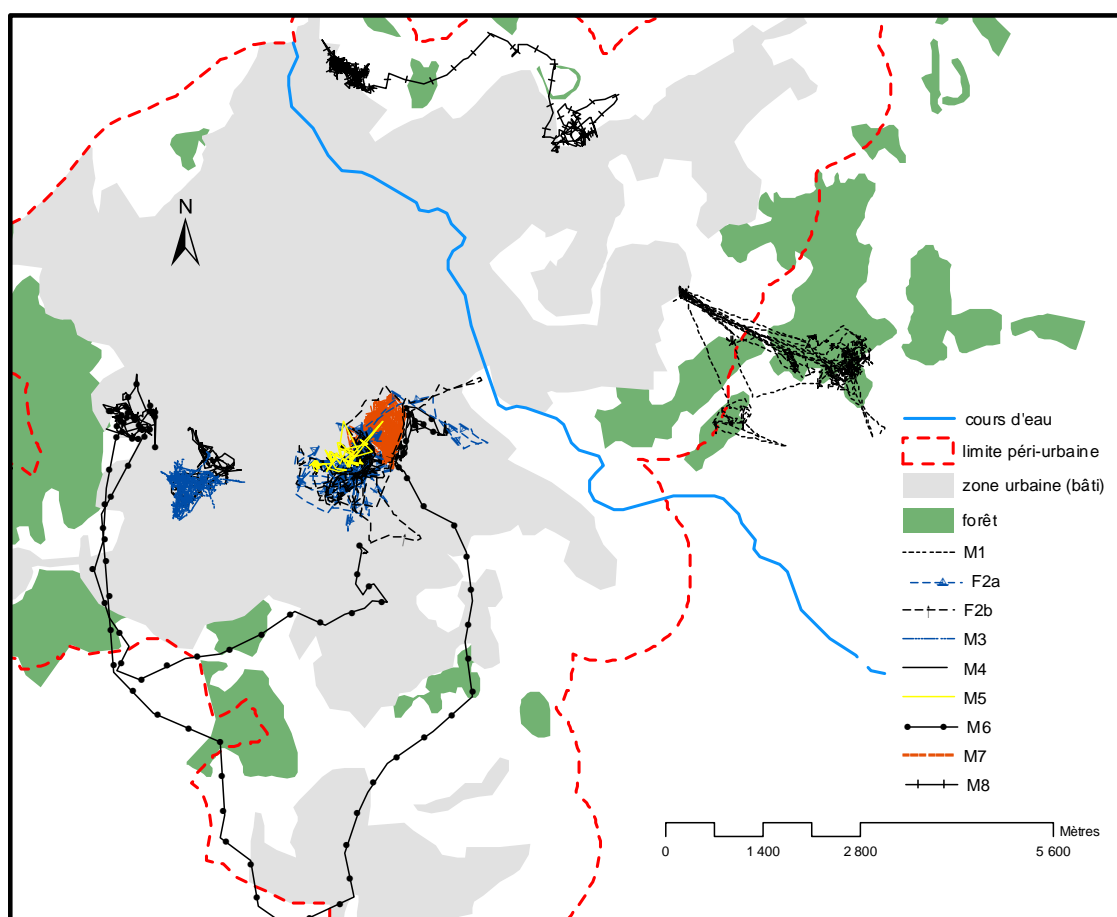 N
cours d'eau
limite péri-urbaine
zone urbaine (bâti)
forêt
M1
F2a
F2b
M3
M4
M5
M6
M7
M8
Mètres
0 1 400 2 800 5 600